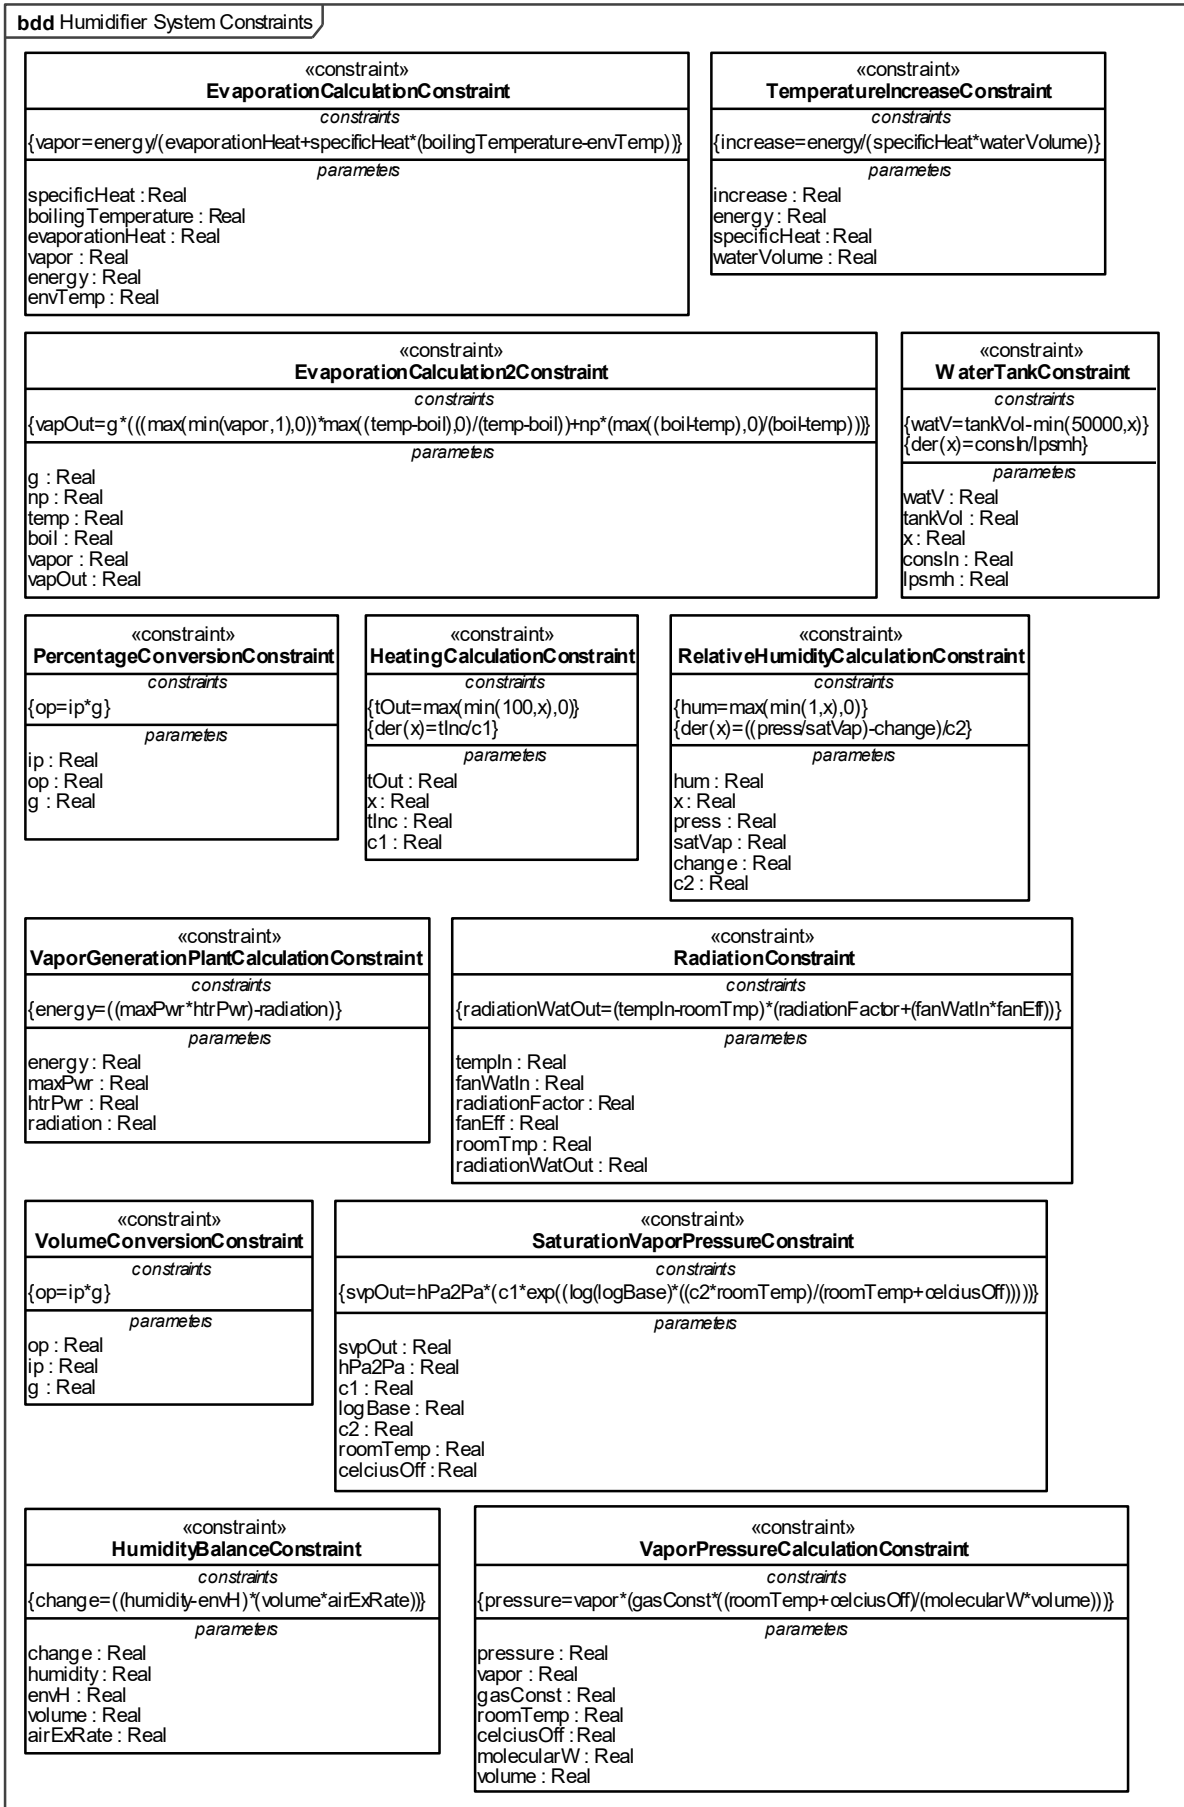 bdd Humidifier System Constraints
«constraint»
EvaporationCalculationConstraint
constraints
{vapor=energy/(evaporationHeat+specificHeat*(boilingTemperature-envTemp))}
parameters
specificHeat : Real
boilingTemperature : Real
evaporationHeat : Real
vapor : Real
energy : Real
envTemp : Real
«constraint»
TemperatureIncreaseConstraint
constraints
{increase=energy/(specificHeat*waterVolume)}
parameters
increase : Real
energy : Real
specificHeat : Real
waterVolume : Real
«constraint»
EvaporationCalculation2Constraint
constraints
{vapOut=g*(((max(min(vapor,1),0))*max((temp-boil),0)/(temp-boil))+np*(max((boil-temp),0)/(boil-temp)))}
parameters
g : Real
np : Real
temp : Real
boil : Real
vapor : Real
vapOut : Real
«constraint»
WaterTankConstraint
constraints
{watV=tankVol-min(50000,x)}
{der(x)=consIn/lpsmh}
parameters
watV : Real
tankVol : Real
x : Real
consIn : Real
lpsmh : Real
«constraint»
PercentageConversionConstraint
constraints
{op=ip*g}
parameters
ip : Real
op : Real
g : Real
«constraint»
HeatingCalculationConstraint
constraints
{tOut=max(min(100,x),0)}
{der(x)=tInc/c1}
parameters
tOut : Real
x : Real
tInc : Real
c1 : Real
«constraint»
RelativeHumidityCalculationConstraint
constraints
{hum=max(min(1,x),0)}
{der(x)=((press/satVap)-change)/c2}
parameters
hum : Real
x : Real
press : Real
satVap : Real
change : Real
c2 : Real
«constraint»
VaporGenerationPlantCalculationConstraint
constraints
{energy=((maxPwr*htrPwr)-radiation)}
parameters
energy : Real
maxPwr : Real
htrPwr : Real
radiation : Real
«constraint»
RadiationConstraint
constraints
{radiationWatOut=(tempIn-roomTmp)*(radiationFactor+(fanWatIn*fanEff))}
parameters
tempIn : Real
fanWatIn : Real
radiationFactor : Real
fanEff : Real
roomTmp : Real
radiationWatOut : Real
«constraint»
VolumeConversionConstraint
constraints
{op=ip*g}
parameters
op : Real
ip : Real
g : Real
«constraint»
SaturationVaporPressureConstraint
constraints
{svpOut=hPa2Pa*(c1*exp((log(logBase)*((c2*roomTemp)/(roomTemp+celciusOff)))))}
parameters
svpOut : Real
hPa2Pa : Real
c1 : Real
logBase : Real
c2 : Real
roomTemp : Real
celciusOff : Real
«constraint»
HumidityBalanceConstraint
constraints
{change=((humidity-envH)*(volume*airExRate))}
parameters
change : Real
humidity : Real
envH : Real
volume : Real
airExRate : Real
«constraint»
VaporPressureCalculationConstraint
constraints
{pressure=vapor*(gasConst*((roomTemp+celciusOff)/(molecularW*volume)))}
parameters
pressure : Real
vapor : Real
gasConst : Real
roomTemp : Real
celciusOff : Real
molecularW : Real
volume : Real